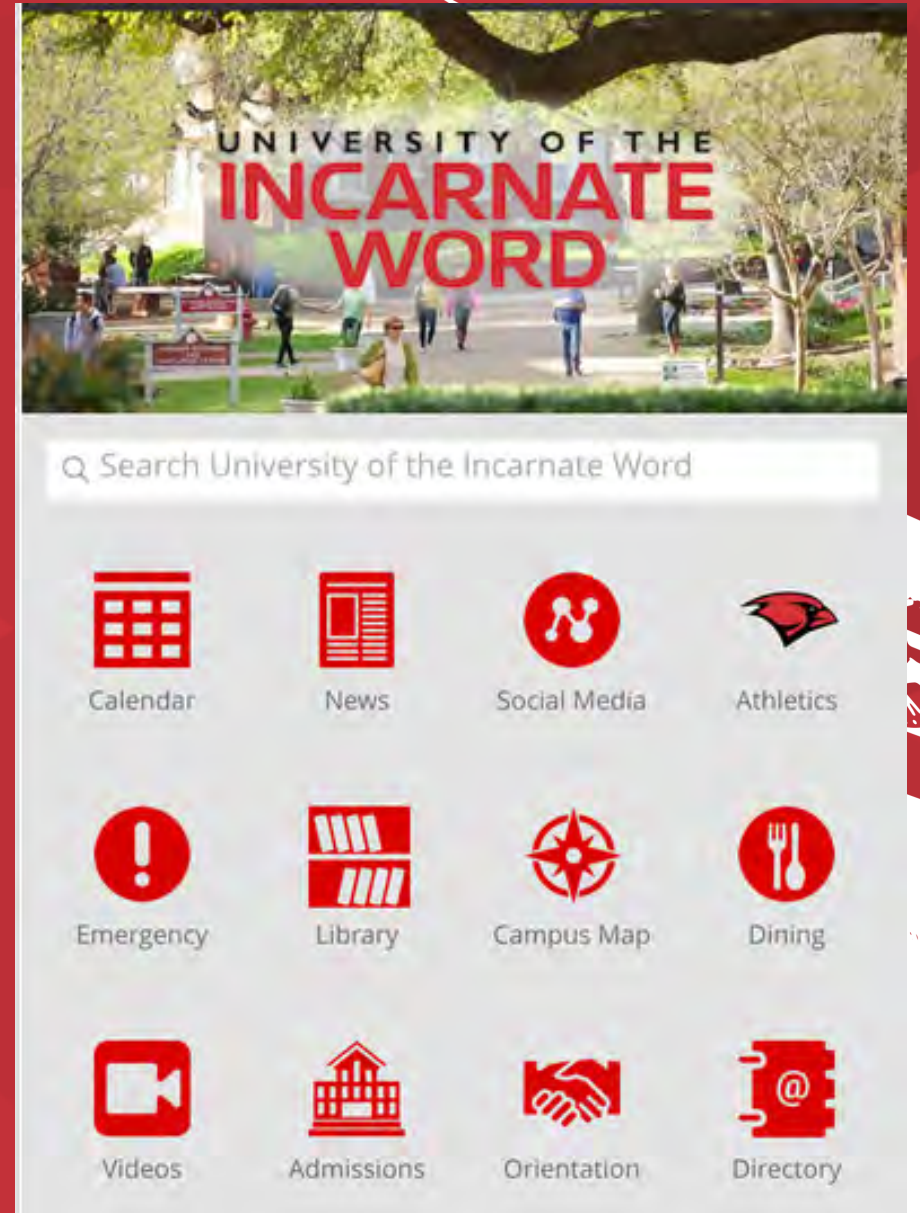 UNIVERSITY OF THE
INCARNATE
WORD
Search University of the Incarnate Word
Calendar
News
Social Media
Athletics
Emergency
Library
Campus Map
Dining
Videos
Admissions
Orientation
@
Directory